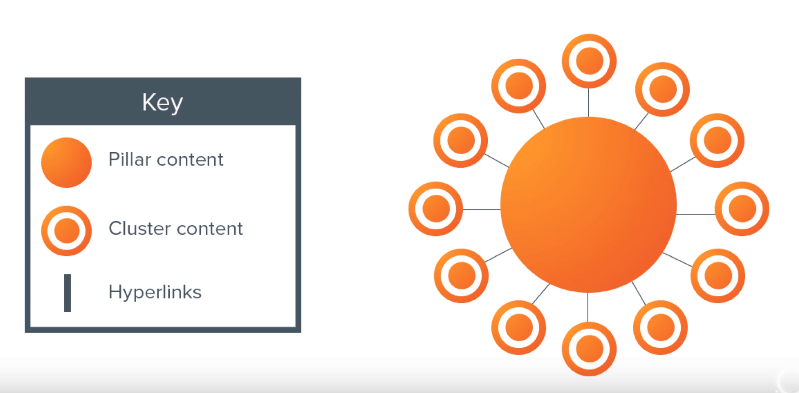 Key
Pillar content
Cluster content
Hyperlinks